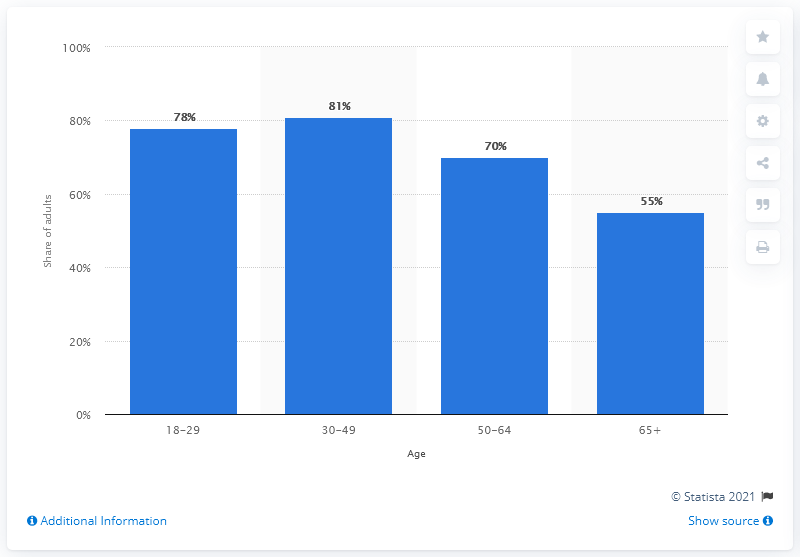 100%
80%
60%
40%
20%
0%
Share of adults
78%
81%
70%
55%
18–29
30–49
50–64
65+
Age
© Statista 2021
Additional Information
Show source